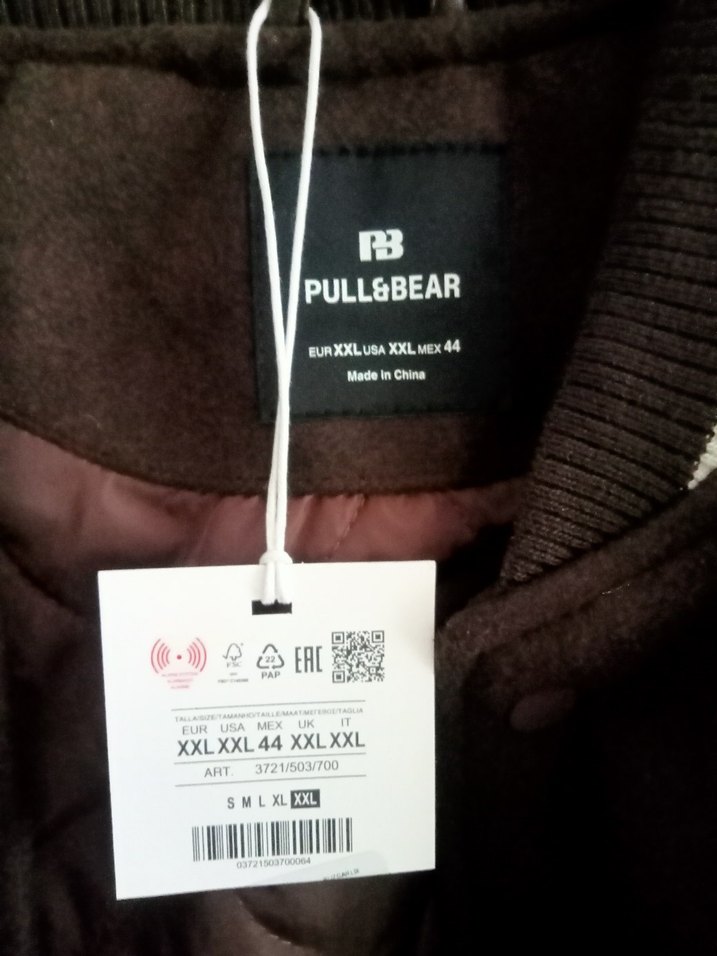 PB
PULL&BEAR
EUR XXL USA XXL MEX 44
Made in China
FSC
22
PAP
EAC
TALLA/SIZE/TAMANHO/TAILLE/MAAT/ΜΕΓΕΘΟΣ/TAGLIA
EUR USA MEX UK IT
XXL XXL 44 XXL XXL
ART. 3721/503/700
S M L XL XXL
03721503700064